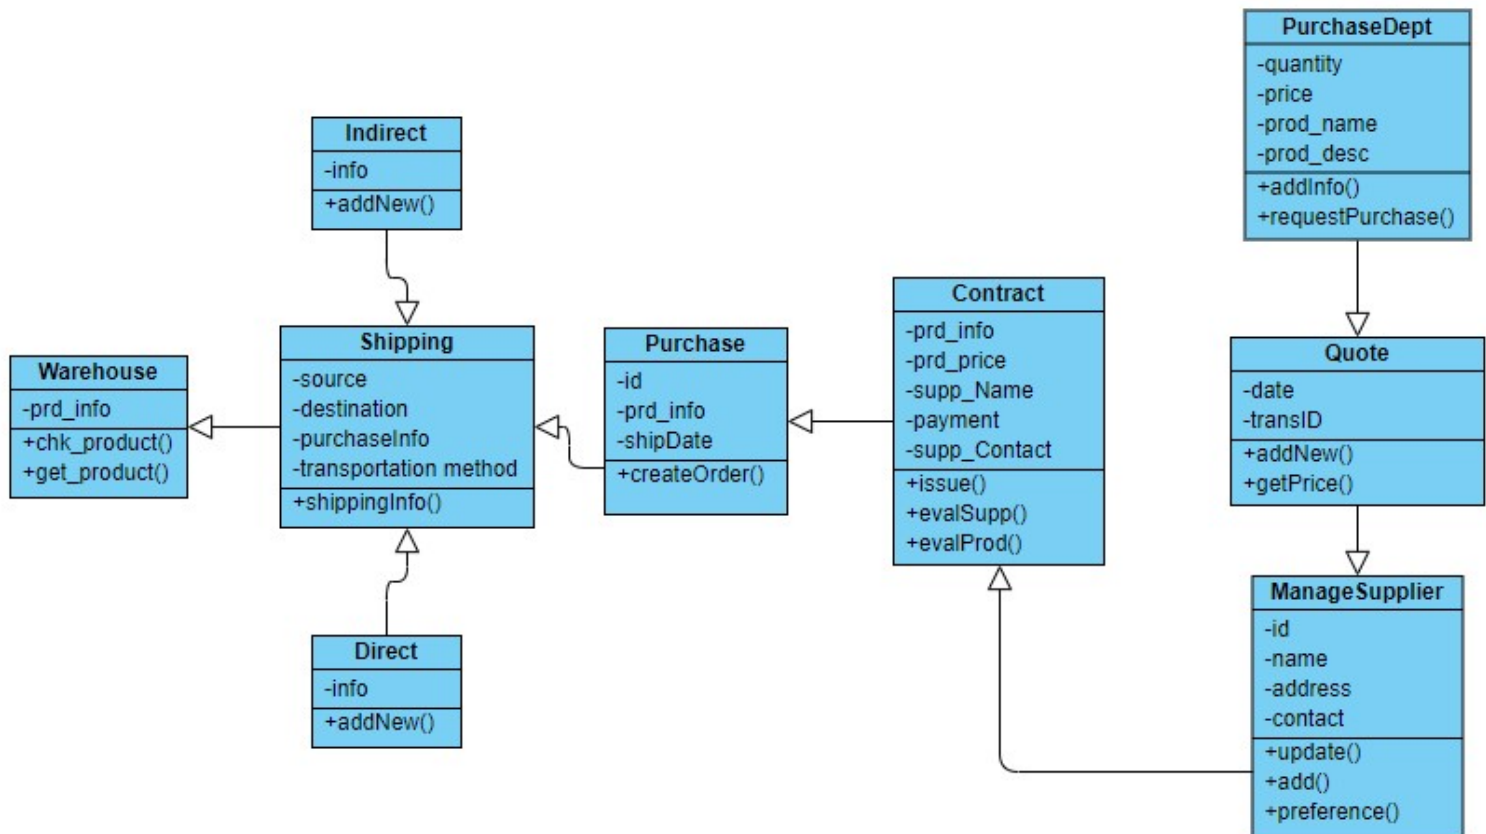 PurchaseDept
-quantity
-price
-prod_name
-prod_desc
+addInfo()
+requestPurchase()
Indirect
-info
+addNew()
Warehouse
-prd_info
+chk_product()
+get_product()
Shipping
-source
-destination
-purchaseInfo
-transportation method
+shippingInfo()
Purchase
-id
-prd_info
-shipDate
+createOrder()
Contract
-prd_info
-prd_price
-supp_Name
-payment
-supp_Contact
+issue()
+evalSupp()
+evalProd()
Quote
-date
-transID
+addNew()
+getPrice()
Direct
-info
+addNew()
ManageSupplier
-id
-name
-address
-contact
+update()
+add()
+preference()